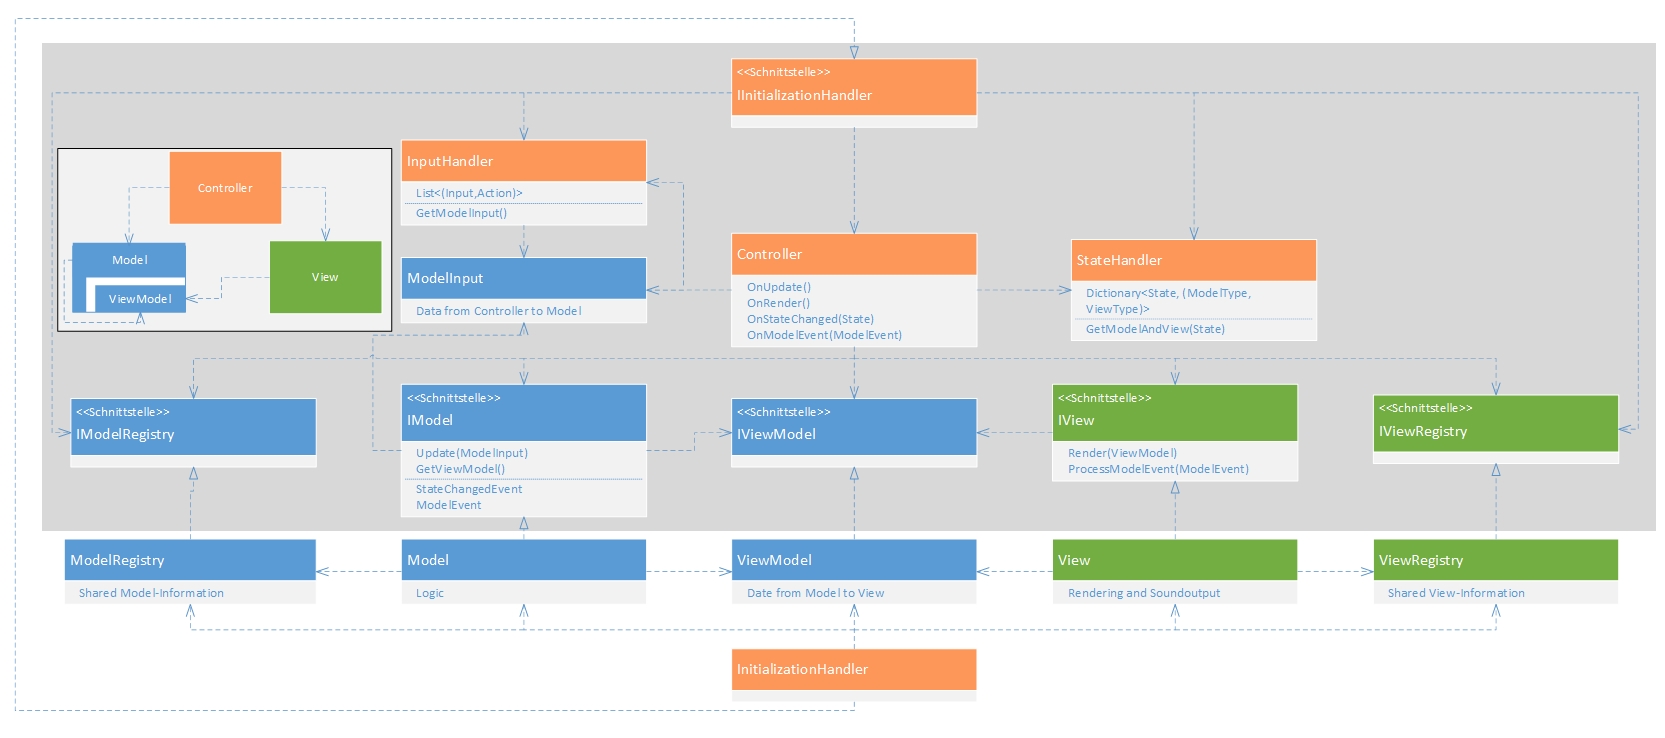 <<Schnittstelle>>
IInitializationHandler
InputHandler
List<(Input,Action)>
GetModelInput()
Controller
Model
ViewModel
View
ModelInput
Data from Controller to Model
Controller
OnUpdate()
OnRender()
OnStateChanged(State)
OnModelEvent(ModelEvent)
StateHandler
Dictionary<State, (ModelType,
ViewType)>
GetModelAndView(State)
<<Schnittstelle>>
IModelRegistry
<<Schnittstelle>>
IModel
Update(ModelInput)
GetViewModel()
StateChangedEvent
ModelEvent
<<Schnittstelle>>
IViewModel
<<Schnittstelle>>
IView
Render(ViewModel)
ProcessModelEvent(ModelEvent)
<<Schnittstelle>>
IViewRegistry
ModelRegistry
Shared Model-Information
Model
Logic
ViewModel
Date from Model to View
View
Rendering and Soundoutput
ViewRegistry
Shared View-Information
InitializationHandler